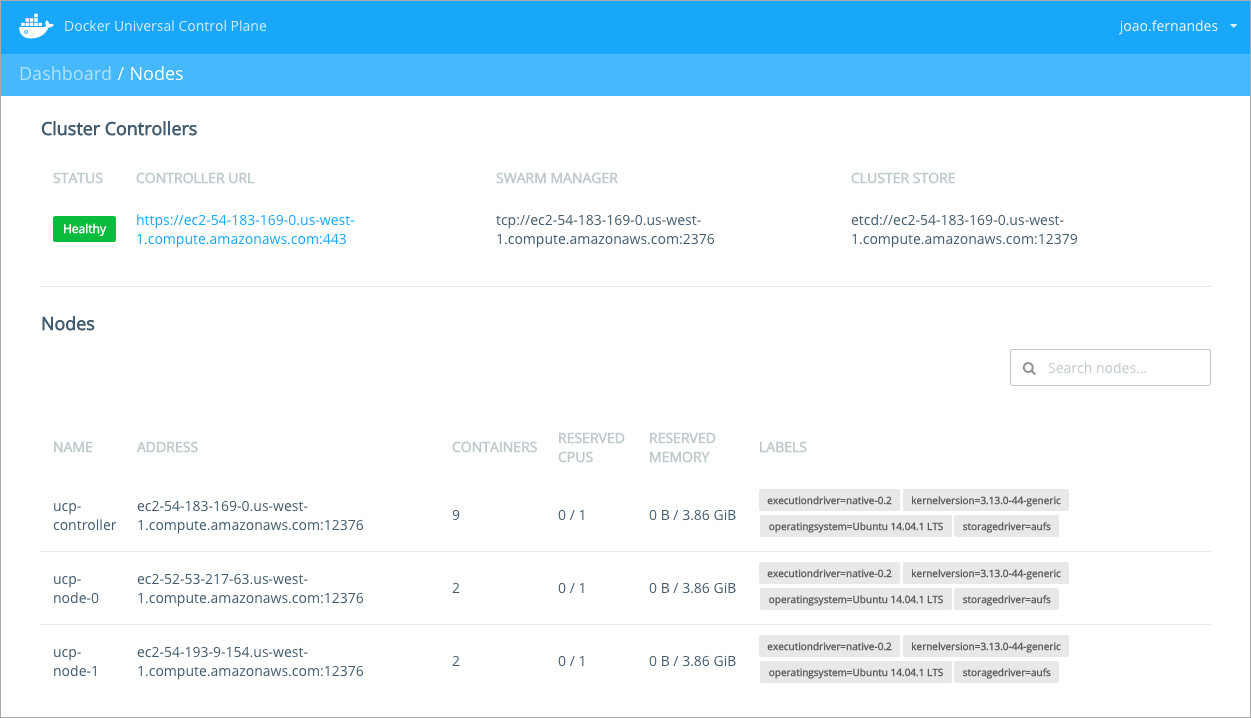 Docker Universal Control Plane
joao.fernandes
Dashboard / Nodes
Cluster Controllers
STATUS CONTROLLER URL SWARM MANAGER CLUSTER STORE
Healthy
https://ec2-54-183-169-0.us-west-
1.compute.amazonaws.com:443
tcp://ec2-54-183-169-0.us-west-
1.compute.amazonaws.com:2376
etcd://ec2-54-183-169-0.us-west-
1.compute.amazonaws.com:12379
Nodes
Search nodes...
NAME ADDRESS CONTAINERS
RESERVED
CPUS
RESERVED
MEMORY
LABELS
ucp-
controller
ec2-54-183-169-0.us-west-
1.compute.amazonaws.com:12376
9
0 / 1
0 B / 3.86 GiB
executiondriver=native-0.2 kernelversion=3.13.0-44-generic
operatingsystem=Ubuntu 14.04.1 LTS storagedriver=aufs
ucp-
node-0
ec2-52-53-217-63.us-west-
1.compute.amazonaws.com:12376
2
0 / 1
0 B / 3.86 GiB
executiondriver=native-0.2 kernelversion=3.13.0-44-generic
operatingsystem=Ubuntu 14.04.1 LTS storagedriver=aufs
ucp-
node-1
ec2-54-193-9-154.us-west-
1.compute.amazonaws.com:12376
2
0 / 1
0 B / 3.86 GiB
executiondriver=native-0.2 kernelversion=3.13.0-44-generic
operatingsystem=Ubuntu 14.04.1 LTS storagedriver=aufs